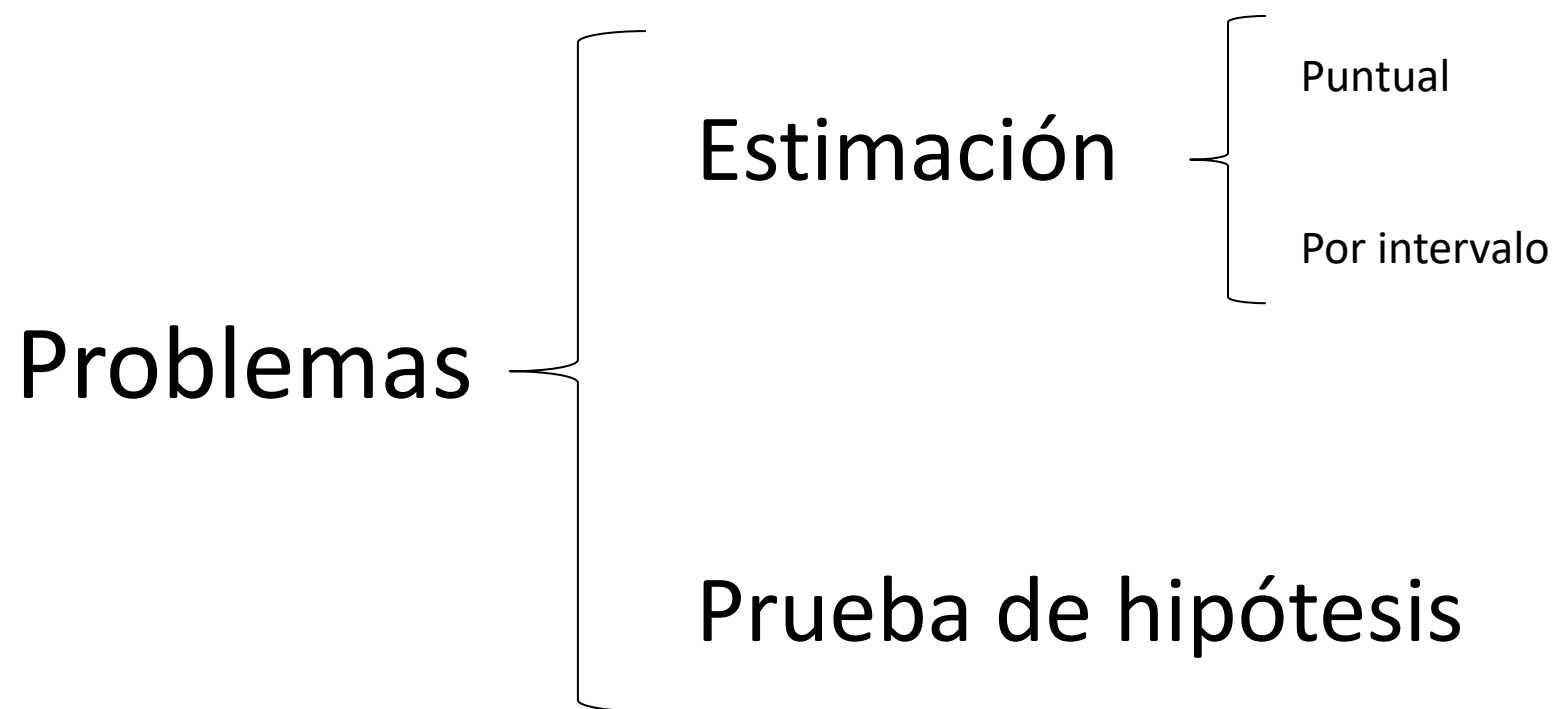 Problemas
Estimación
Puntual
Por intervalo
Prueba de hipótesis